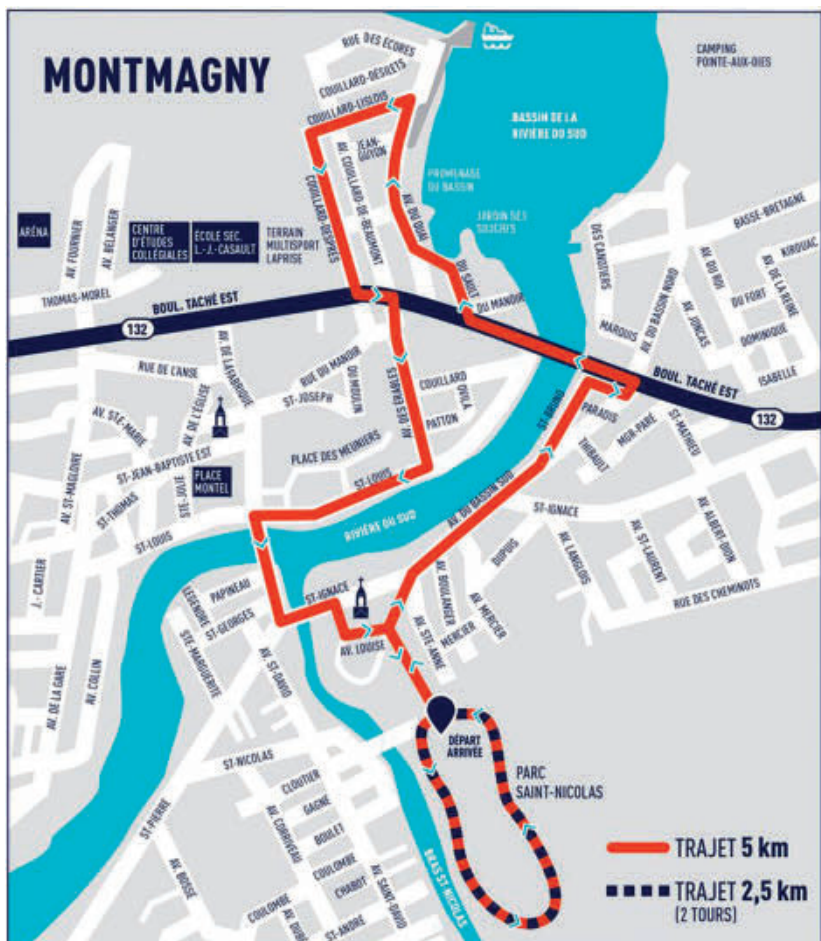 MONTMAGNY
RUE DES ÉCORES
COUILLARD-DÉSILETS
COUILLARD-LISLOIS
CAMPING
POINTE-AUX-OIES
BASSIN DE LA
RIVIÈRE DU SUD
JEAN-
GUYON
AV. COUILLARD-DE-BEAUMONT
COUILLARD-DESPRÉS
PROMENADE
DU BASSIN
AV. DU QUAI
JARDIN DES
SOUCHES
ARÉNA
AV. FOURNIER
AV. BÉLANGER
CENTRE
D'ÉTUDES
COLLÉGIALES
ÉCOLE SEC.
L.-J.-CASAULT
TERRAIN
MULTISPORT
LAPRISE
DES CANOTIERS
BASSE-BRETAGNE
KIROUAC
AV. DU ROI
AV. DE LA REINE
DU FORT
THOMAS-MOREL
BOUL. TACHÉ EST
132
DU SAULT
DU MANOIR
MARQUIS
AV. DU BASSIN NORD
AV. JONCAS
DOMINIQUE
ISABELLE
RUE DE L'ANSE
AV. DE LA FABRIQUE
RUE DU MANOIR
DU MOULIN
AV. DES ÉRABLES
COUILLARD
OVILA
PATTON
ST-BRUNO
PARADIS
BOUL. TACHÉ EST
132
AV. STE-MARIE
AV. DE L'ÉGLISE
ST-JOSEPH
PLACE DES MEUNIERS
THIBAULT
MGR-PARÉ
ST-MATHIEU
ST-JEAN-BAPTISTE EST
PLACE
MONTEL
ST-LOUIS
AV. ST-MAGLOIRE
ST-THOMAS
STE-JULIE
ST-LOUIS
RIVIÈRE DU SUD
AV. DU BASSIN SUD
ST-IGNACE
AV. LANGLOIS
AV. ST-LAURENT
AV. ALBERT-DION
RUE DES CHEMINOTS
J.-CARTIER
PAPINEAU
LEGENDRE
ST-GEORGES
STE-MARGUERITE
ST-IGNACE
DUPUIS
AV. BOULANGER
AV. MERCIER
MERCIER
AV. STE-ANNE
AV. LOUISE
AV. DE LA GARE
AV. COLLIN
AV. ST-DAVID
DÉPART
ARRIVÉE
ST-NICOLAS
PARC
SAINT-NICOLAS
ST-PIERRE
CLOUTIER
GAGNÉ
AV. CORRIVEAU
BOULET
AV. BOSSÉ
COULOMBE
CHABOT
AV. SAINT-DAVID
BRAS ST-NICOLAS
COULOMBE
ST-ANDRÉ
TRAJET 5 km
TRAJET 2,5 km
(2 TOURS)